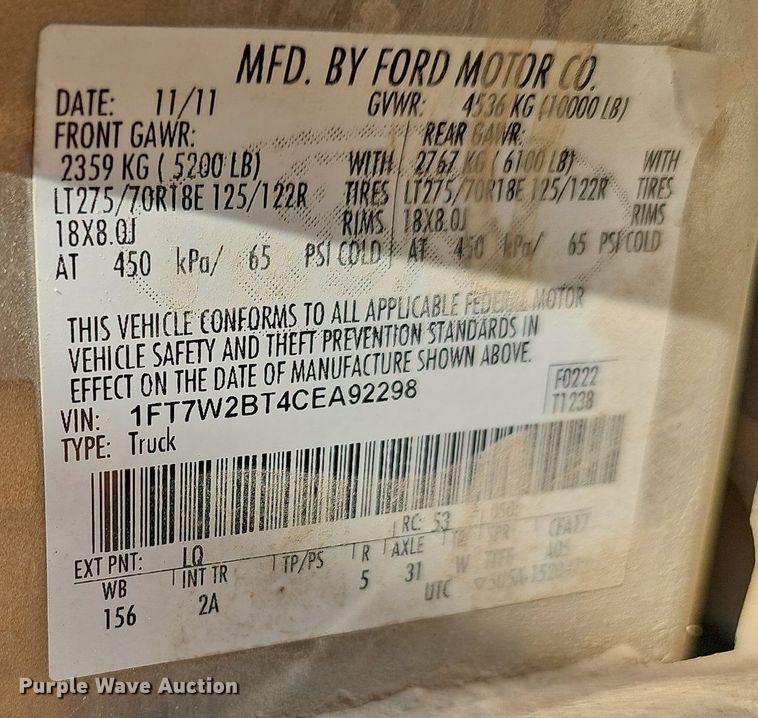 MFD. BY FORD MOTOR CO.
DATE: 11/11 GVWR: 4536 KG (10000 LB)
FRONT GAWR: REAR GAWR:
2359 KG ( 5200 LB) WITH 2767 KG ( 6100 LB) WITH
LT275/70R18E 125/122R TIRES LT275/70R18E 125/122R TIRES
18X8.0J RIMS 18X8.0J RIMS
AT 450 kPa/ 65 PSI COLD AT 450 kPa/ 65 PSI COLD
THIS VEHICLE CONFORMS TO ALL APPLICABLE FEDERAL MOTOR
VEHICLE SAFETY AND THEFT PREVENTION STANDARDS IN
EFFECT ON THE DATE OF MANUFACTURE SHOWN ABOVE.
VIN: 1FT7W2BT4CEA92298 F0222
TYPE: Truck T1238
EXT PNT: LQ RC: 53
WB INT TR TP/PS R AXLE
156 2A 5 31
UTC
Purple Wave Auction